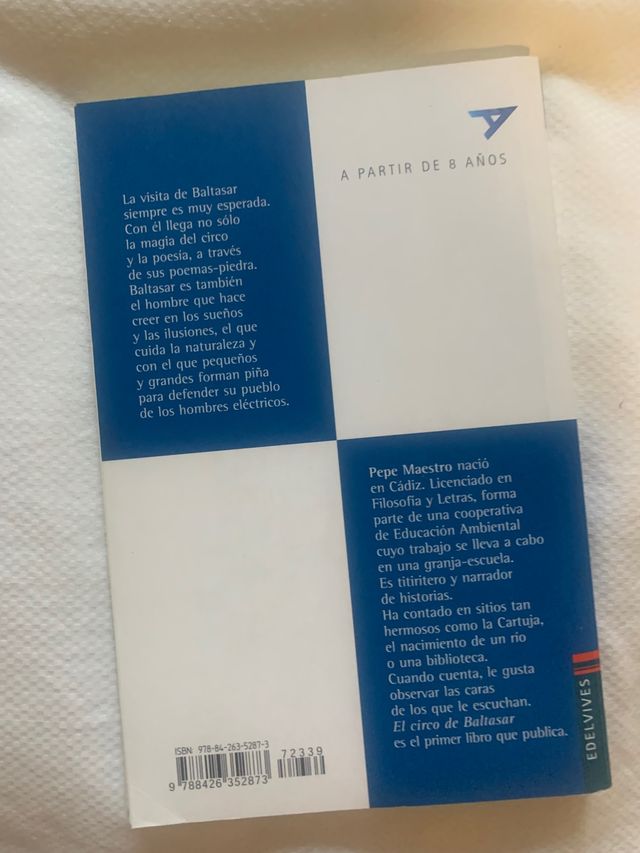 A PARTIR DE 8 AÑOS
La visita de Baltasar
siempre es muy esperada.
Con él llega no sólo
la magia del circo
y la poesía, a través
de sus poemas-piedra.
Baltasar es también
el hombre que hace
creer en los sueños
y las ilusiones, el que
cuida la naturaleza y
con el que pequeños
y grandes forman piña
para defender su pueblo
de los hombres eléctricos.
Pepe Maestro nació
en Cádiz. Licenciado en
Filosofía y Letras, forma
parte de una cooperativa
de Educación Ambiental
cuyo trabajo se lleva a cabo
en una granja-escuela.
Es titiritero y narrador
de historias.
Ha contado en sitios tan
hermosos como la Cartuja,
el nacimiento de un río
o una biblioteca.
Cuando cuenta, le gusta
observar las caras
de los que le escuchan.
El circo de Baltasar
es el primer libro que publica.
EDELVIVES
ISBN: 978-84-263-5287-3
72339
9 788426 352873